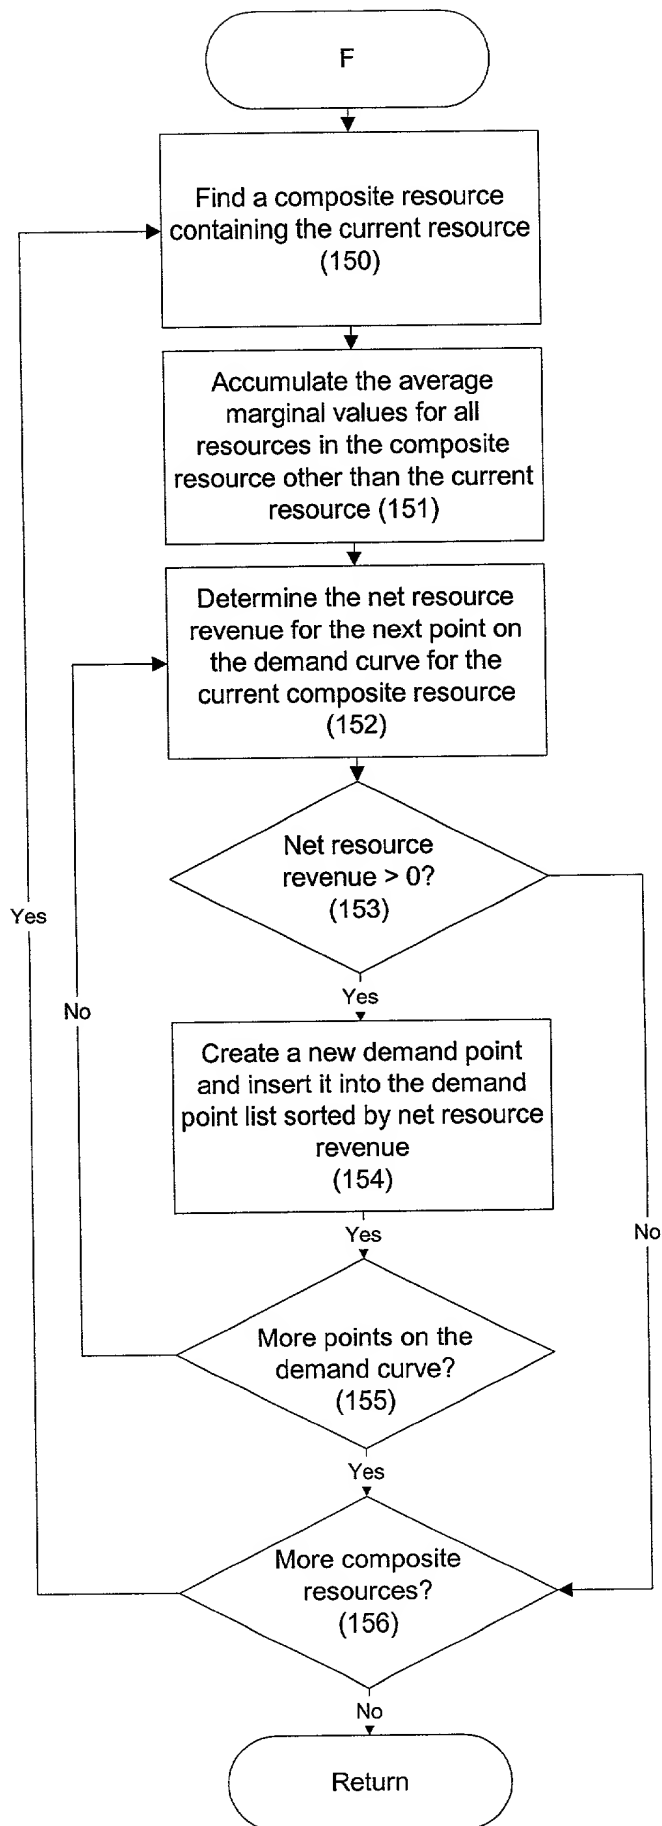 F
Find a composite resource
containing the current resource
(150)
Accumulate the average
marginal values for all
resources in the composite
resource other than the current
resource (151)
Determine the net resource
revenue for the next point on
the demand curve for the
current composite resource
(152)
Net resource
revenue > 0?
(153)
Yes
No
Yes
Create a new demand point
and insert it into the demand
point list sorted by net resource
revenue
(154)
Yes
No
More points on the
demand curve?
(155)
Yes
More composite
resources?
(156)
No
Return